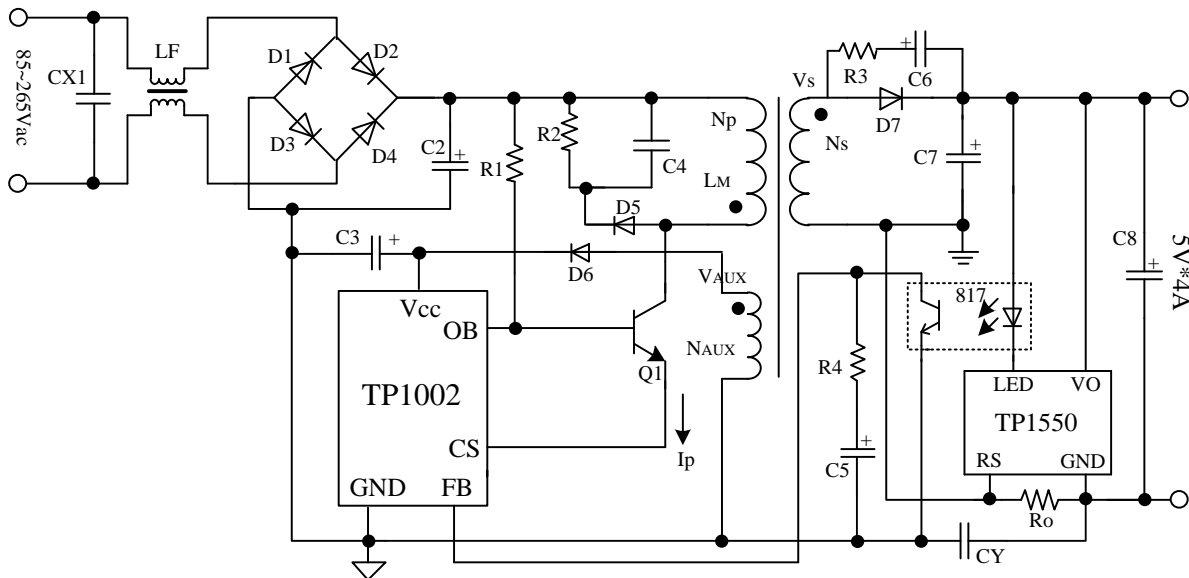 85~265Vac
CX1
LF
D1
D2
D3
D4
C2
R1
R2
C4
Np
LM
D5
C3
D6
VAUX
NAUX
Vcc
OB
TP1002
CS
GND
FB
Q1
Ip
Vs
R3
C6
D7
Ns
C7
C8
5V*4A
817
R4
C5
LED
VO
TP1550
RS
GND
Ro
CY